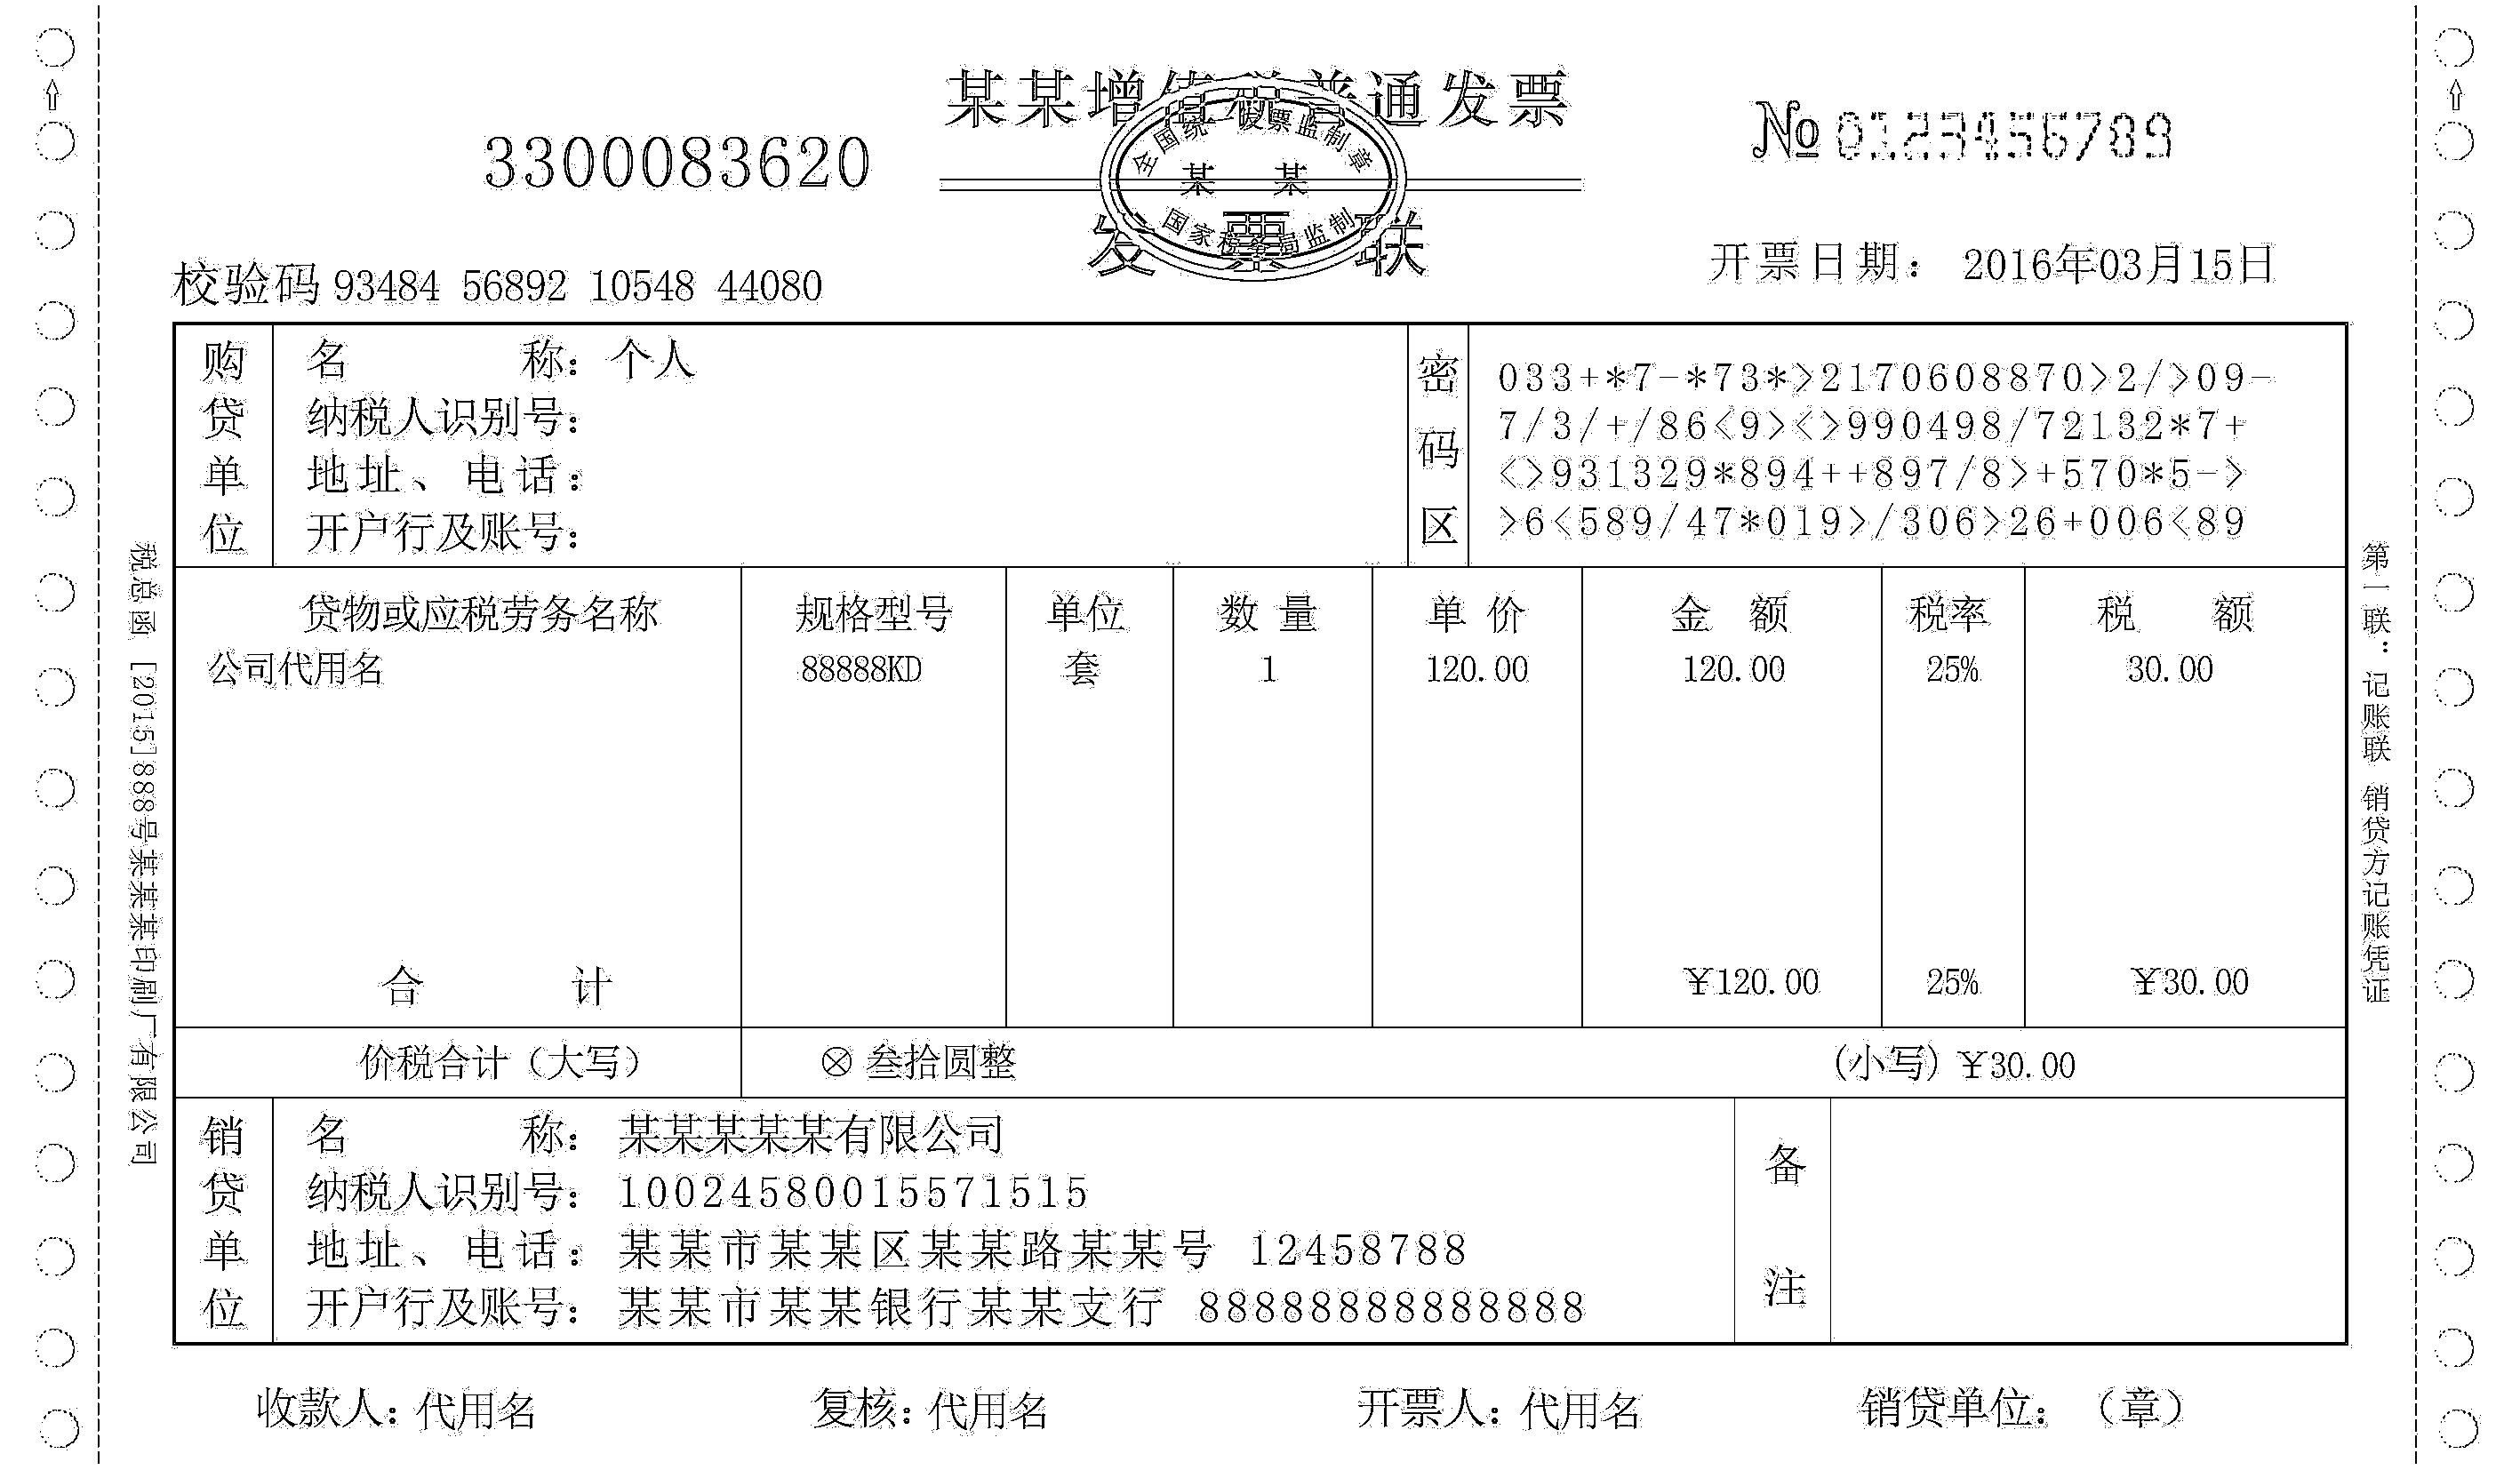 某某增值税普通发票
3300083620
№ 0123456789
全国统一发票监制章
某 某
国家税务局监制
发票联
校验码 93484 56892 10548 44080
开票日期： 2016年03月15日
购贷单位
名 称：个人
纳税人识别号：
地址、电话：
开户行及账号：
密码区
033+*7-*73*>2170608870>2/>09-
7/3/+/86<9><>990498/72132*7+
<>931329*894++897/8>+570*5->
>6<589/47*019>/306>26+006<89
贷物或应税劳务名称 规格型号 单位 数 量 单 价 金 额 税率 税 额
公司代用名 88888KD 套 1 120.00 120.00 25% 30.00
合 计 ￥120.00 25% ￥30.00
价税合计（大写） ⊗ 叁拾圆整 (小写)￥30.00
销贷单位
名 称： 某某某某某有限公司
纳税人识别号： 10024580015571515
地址、电话： 某某市某某区某某路某某号 12458788
开户行及账号： 某某市某某银行某某支行 88888888888888
备注
收款人：代用名 复核：代用名 开票人：代用名 销贷单位： （章）
税总函 [2015]888号某某某某印刷厂有限公司
第一联：记账联 销贷方记账凭证